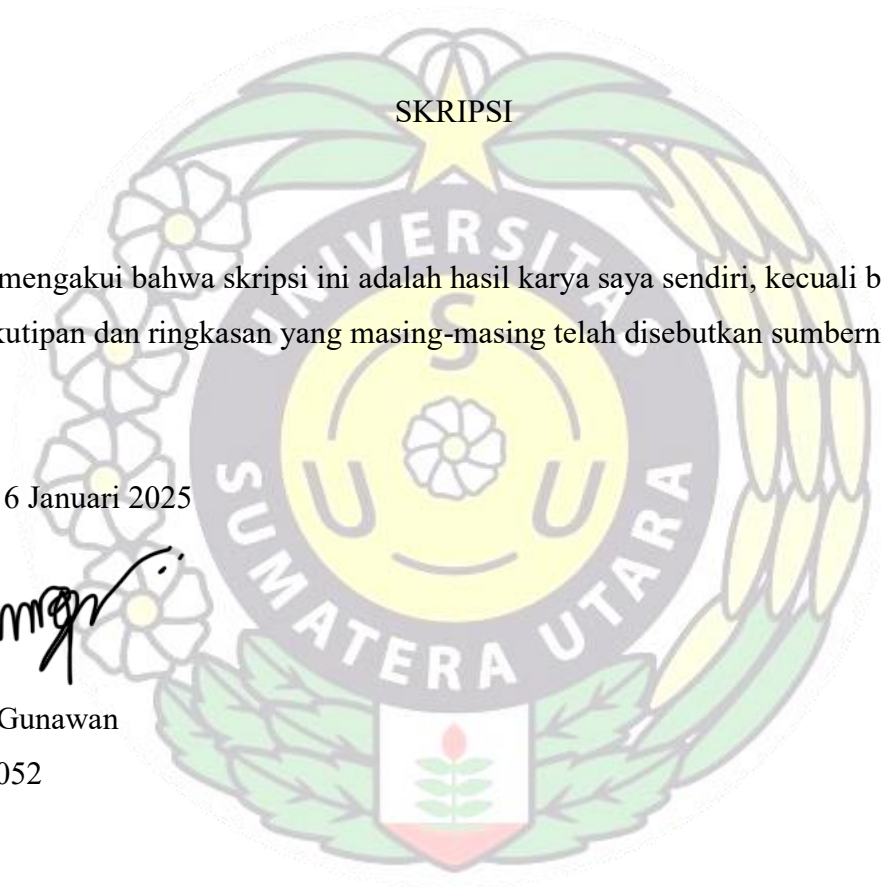 SKRIPSI
UNIVERSITAS
mengakui bahwa skripsi ini adalah hasil karya saya sendiri, kecuali
kutipan dan ringkasan yang masing-masing telah disebutkan
S
U U
6 Januari 2025
SUMATERA UTARA
Gunawan
052